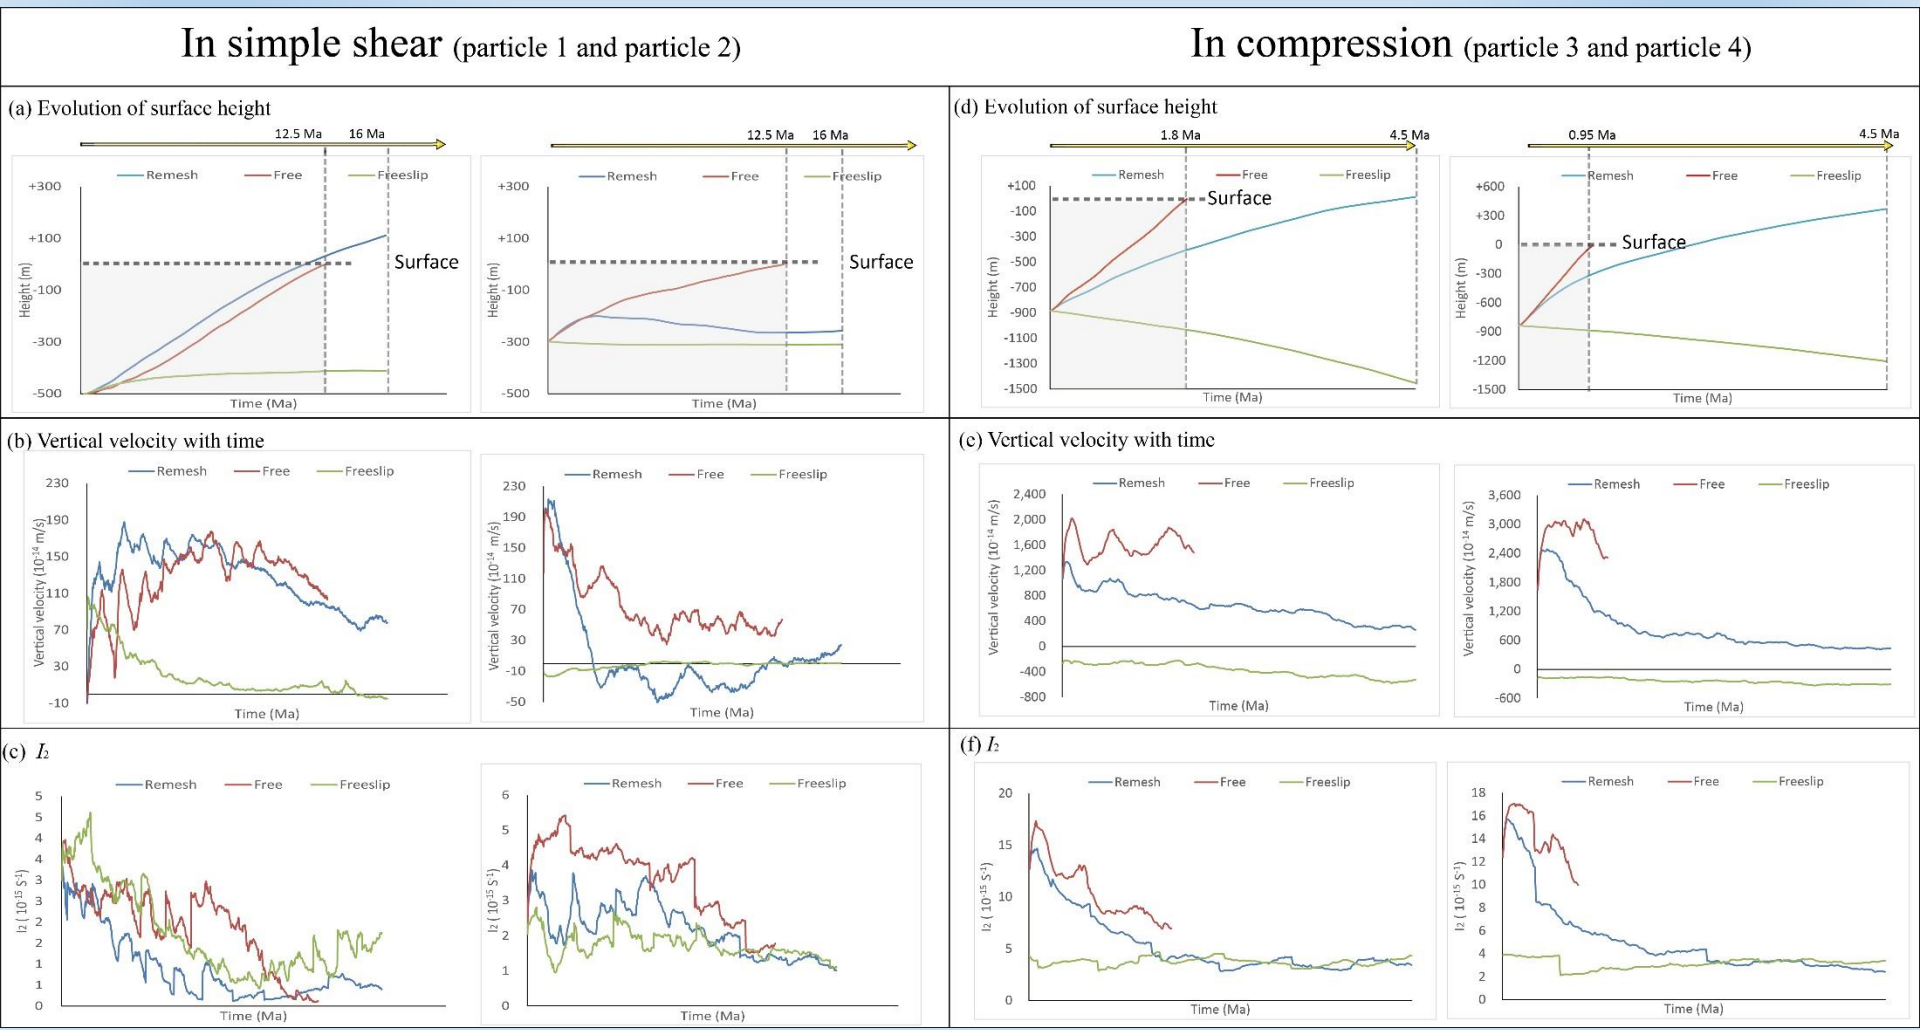 In simple shear (particle 1 and particle 2)
In compression (particle 3 and particle 4)
(a) Evolution of surface height
12.5 Ma 16 Ma
Remesh Free Freeslip
+300
+100
-100
-300
-500
Height (m)
Surface
Time (Ma)
12.5 Ma 16 Ma
Remesh Free Freeslip
+300
+100
-100
-300
-500
Height (m)
Surface
Time (Ma)
(d) Evolution of surface height
1.8 Ma 4.5 Ma
Remesh Free Freeslip
+100
-100
-300
-500
-700
-900
-1100
-1300
-1500
Height (m)
Surface
Time (Ma)
0.95 Ma 4.5 Ma
Remesh Free Freeslip
+600
+300
0
-300
-600
-900
-1200
-1500
Height (m)
Surface
Time (Ma)
(b) Vertical velocity with time
Remesh Free Freeslip
230
190
150
110
70
30
-10
Vertical velocity (10⁻¹⁴ m/s)
Time (Ma)
Remesh Free Freeslip
230
190
150
110
70
30
-10
-50
Vertical velocity (10⁻¹⁴ m/s)
Time (Ma)
(e) Vertical velocity with time
Remesh Free Freeslip
2,400
2,000
1,600
1,200
800
400
0
-400
-800
Vertical velocity (10⁻¹⁴ m/s)
Time (Ma)
Remesh Free Freeslip
3,600
3,000
2,400
1,800
1,200
600
0
-600
Vertical velocity (10⁻¹⁴ m/s)
Time (Ma)
(c) I₂
Remesh Free Freeslip
5
5
4
4
3
3
2
2
1
1
0
I₂ ( 10⁻¹⁵ S⁻¹)
Time (Ma)
Remesh Free Freeslip
6
5
4
3
2
1
0
I₂ ( 10⁻¹⁵ S⁻¹)
Time (Ma)
(f) I₂
Remesh Free Freeslip
20
15
10
5
0
I₂ ( 10⁻¹⁵ S⁻¹)
Time (Ma)
Remesh Free Freeslip
18
16
14
12
10
8
6
4
2
0
I₂ ( 10⁻¹⁵ S⁻¹)
Time (Ma)